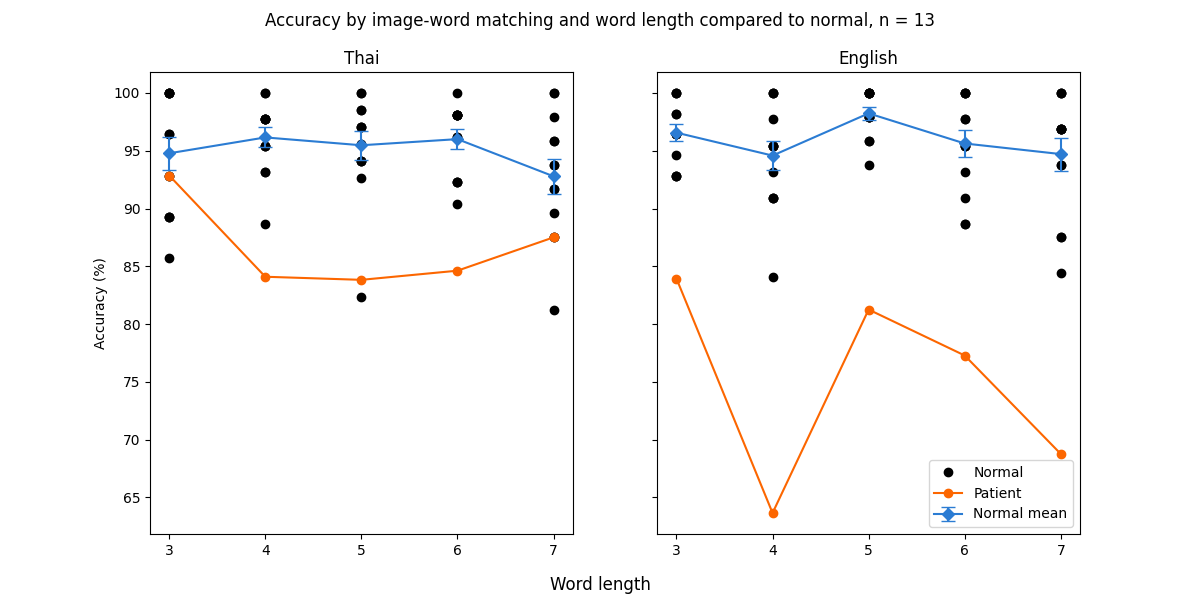 Accuracy by image-word matching and word length compared to normal, n = 13
Thai
English
Accuracy (%)
100
95
90
85
80
75
70
65
3 4 5 6 7
3 4 5 6 7
Normal
Patient
Normal mean
Word length